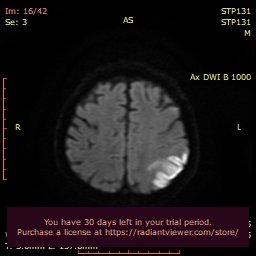 Im: 16/42
Se: 3
AS
STP131
STP131
M
Ax DWI B 1000
R
L
You have 30 days left in your trial period.
Purchase a license at https://radiantviewer.com/store/